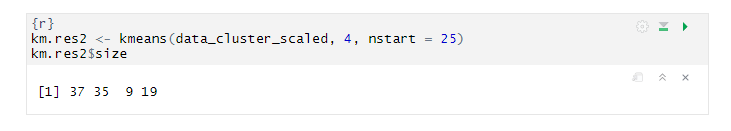 {r}
km.res2 <- kmeans(data_cluster_scaled, 4, nstart = 25)
km.res2$size
[1] 37 35  9 19